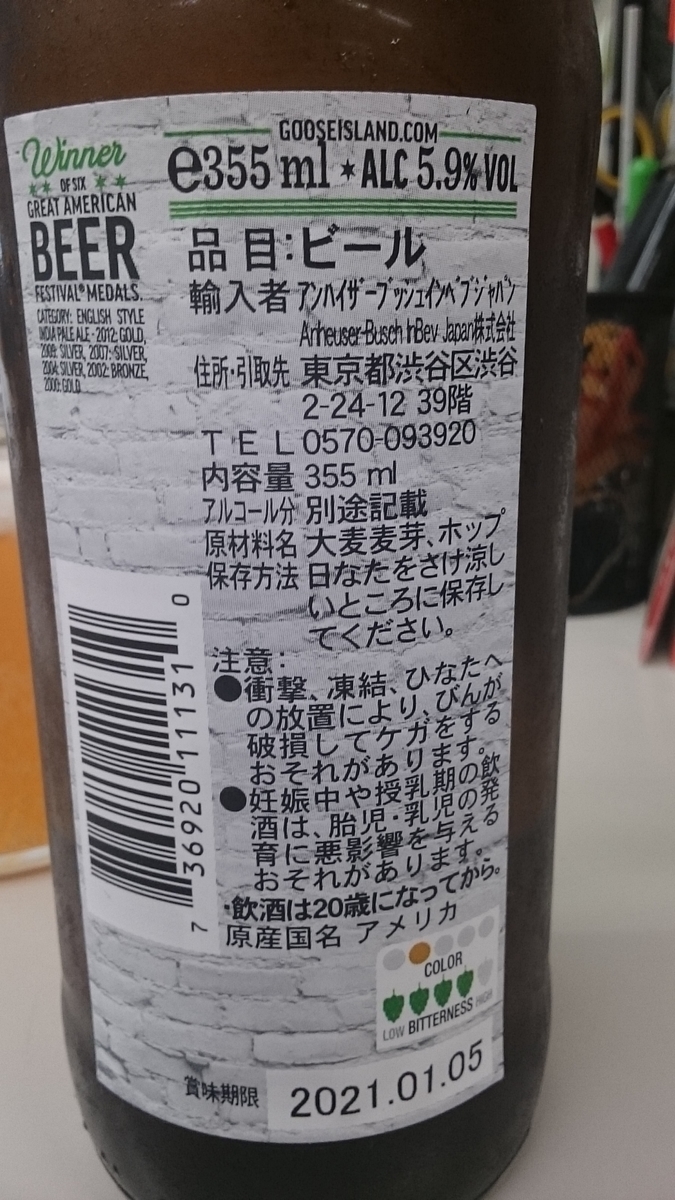 Winner
OF SIX
GREAT AMERICAN
BEER
FESTIVAL® MEDALS.
CATEGORY: ENGLISH STYLE
INDIA PALE ALE - 2012: GOLD,
2009: SILVER, 2007: SILVER,
2004: SILVER, 2002: BRONZE,
2000: GOLD
GOOSEISLAND.COM
e355 ml * ALC 5.9% VOL
品目:ビール
輸入者 アンハイザーブッシュインベブジャパン
Anheuser-Busch InBev Japan株式会社
住所・引取先 東京都渋谷区渋谷
2-24-12 39階
TEL 0570-093920
内容量 355 ml
アルコール分 別途記載
原材料名 大麦麦芽、ホップ
保存方法 日なたをさけ涼し
いところに保存し
てください。
注意:
●衝撃、凍結、ひなたへ
の放置により、びんが
破損してケガをする
おそれがあります。
●妊娠中や授乳期の飲
酒は、胎児・乳児の発
育に悪影響を与える
おそれがあります。
・飲酒は20歳になってから。
原産国名 アメリカ
7 36920 11131 0
COLOR
LOW BITTERNESS HIGH
賞味期限 2021.01.05